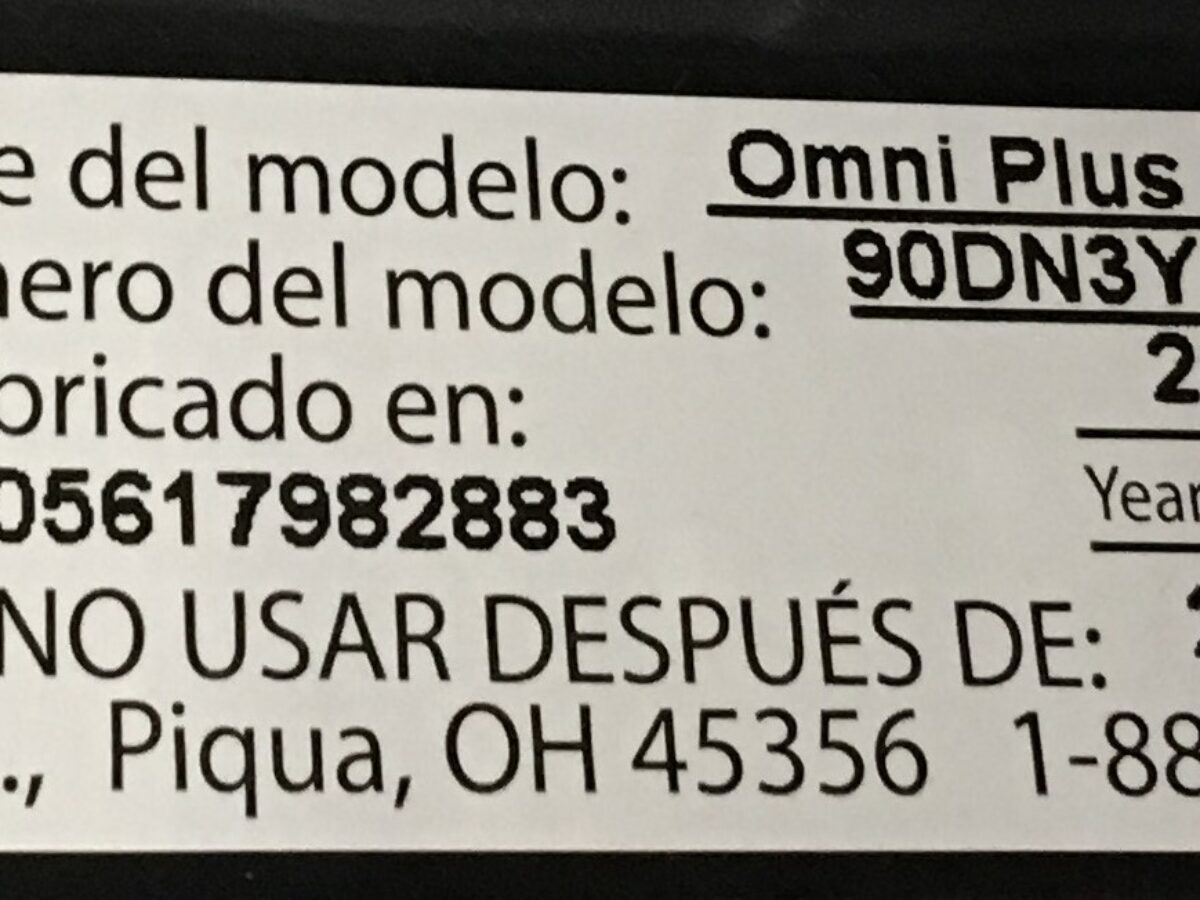 e del modelo: Omni Plus
ero del modelo: 90DN3Y
bricado en: 2
05617982883 Year
NO USAR DESPUÉS DE:
., Piqua, OH 45356 1-88